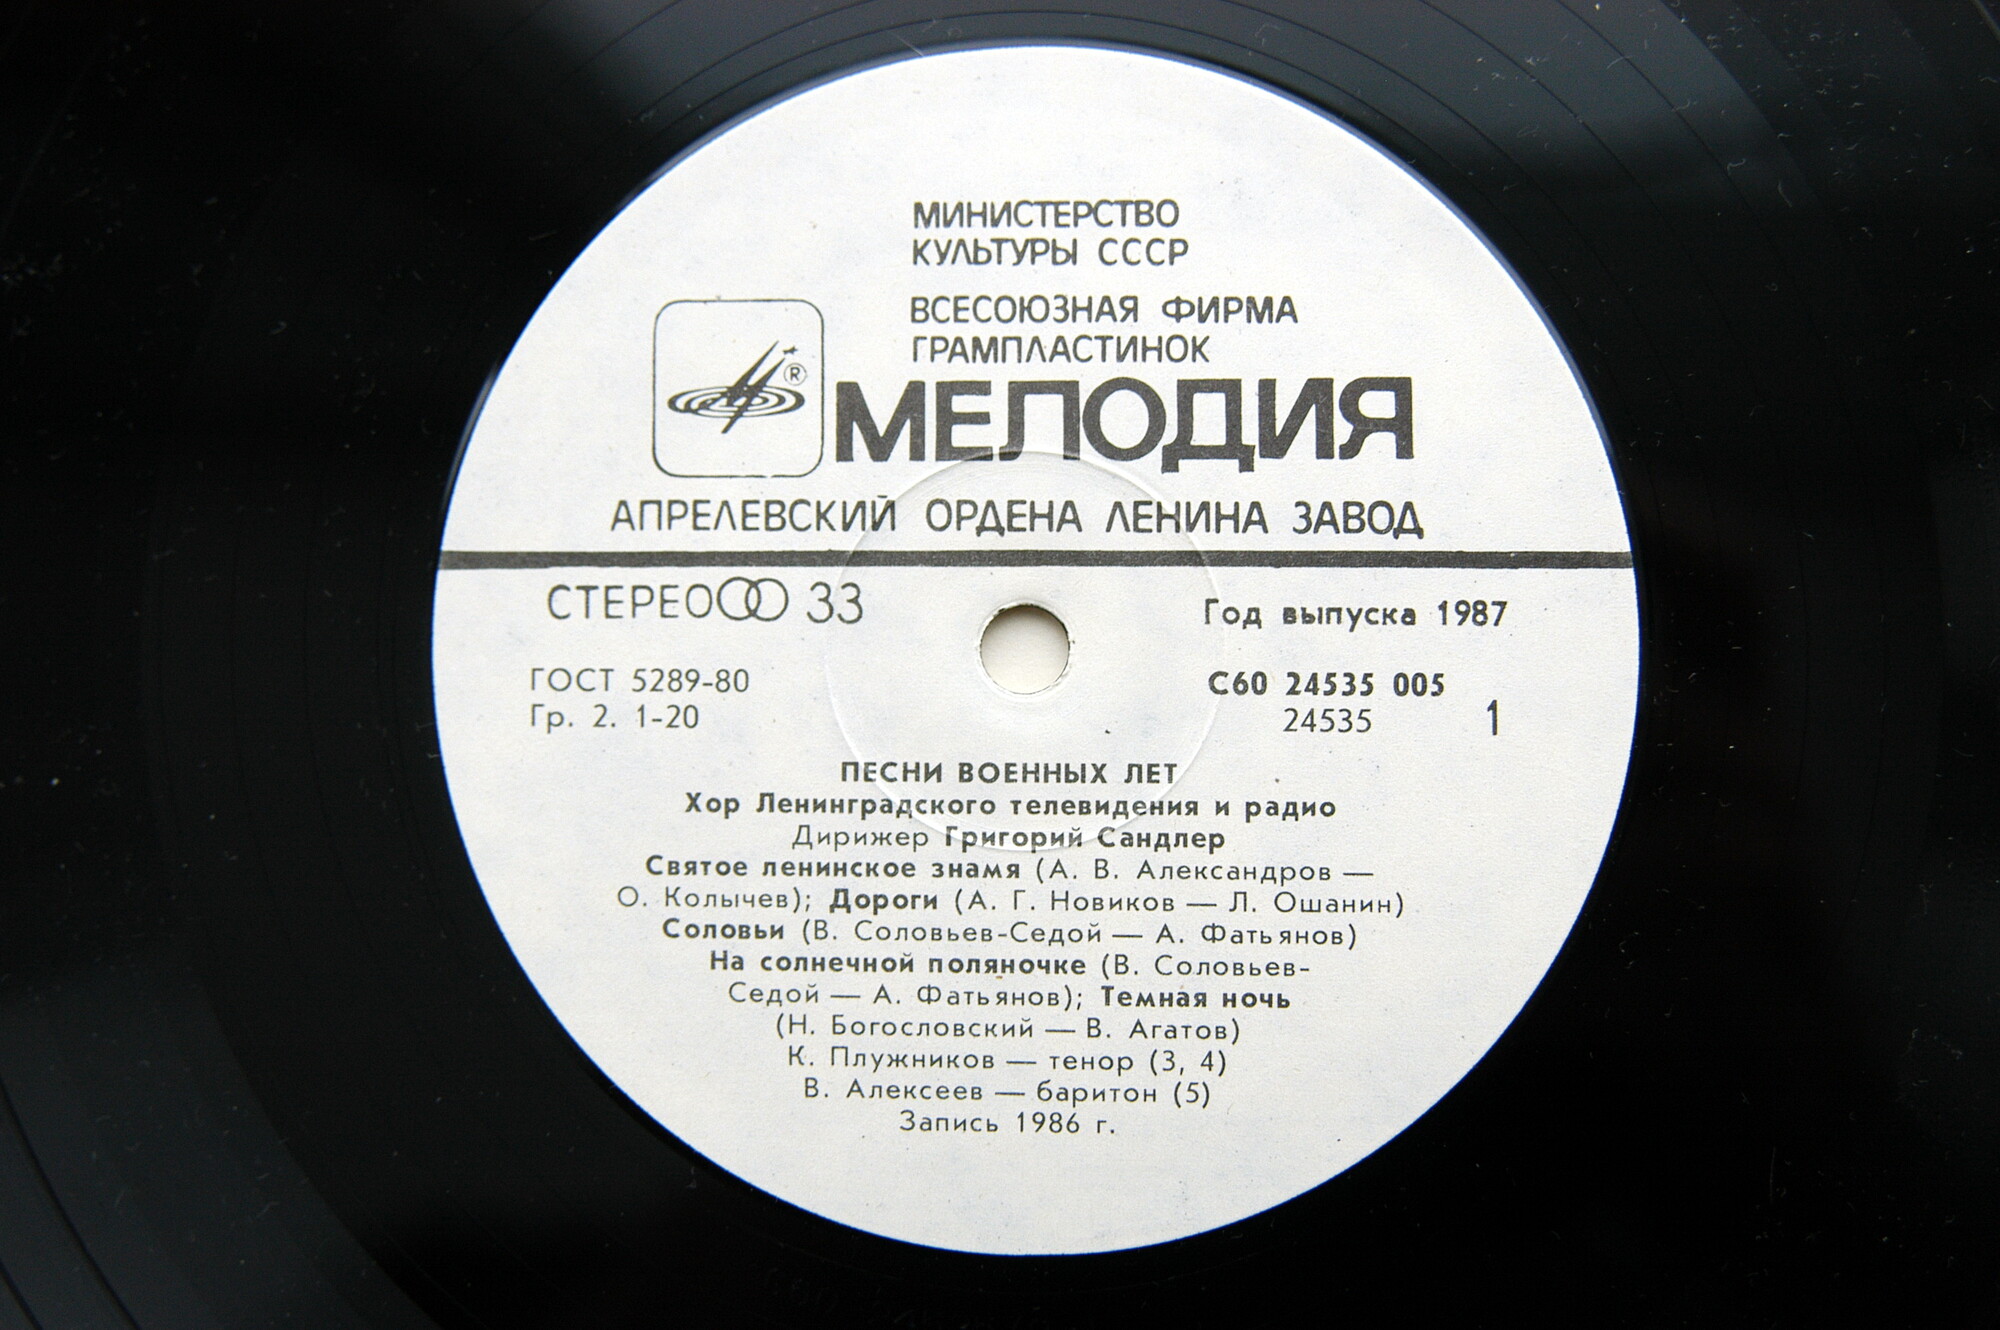 МИНИСТЕРСТВО
КУЛЬТУРЫ СССР
ВСЕСОЮЗНАЯ ФИРМА
ГРАМПЛАСТИНОК
®
МЕЛОДИЯ
АПРЕЛЕВСКИЙ ОРДЕНА ЛЕНИНА ЗАВОД
СТЕРЕО 33
Год выпуска 1987
ГОСТ 5289-80
Гр. 2. 1-20
С60 24535 005
24535 1
ПЕСНИ ВОЕННЫХ ЛЕТ
Хор Ленинградского телевидения и радио
Дирижер Григорий Сандлер
Святое ленинское знамя (А. В. Александров —
О. Колычев); Дороги (А. Г. Новиков — Л. Ошанин)
Соловьи (В. Соловьев-Седой — А. Фатьянов)
На солнечной поляночке (В. Соловьев-
Седой — А. Фатьянов); Темная ночь
(Н. Богословский — В. Агатов)
К. Плужников — тенор (3, 4)
В. Алексеев — баритон (5)
Запись 1986 г.